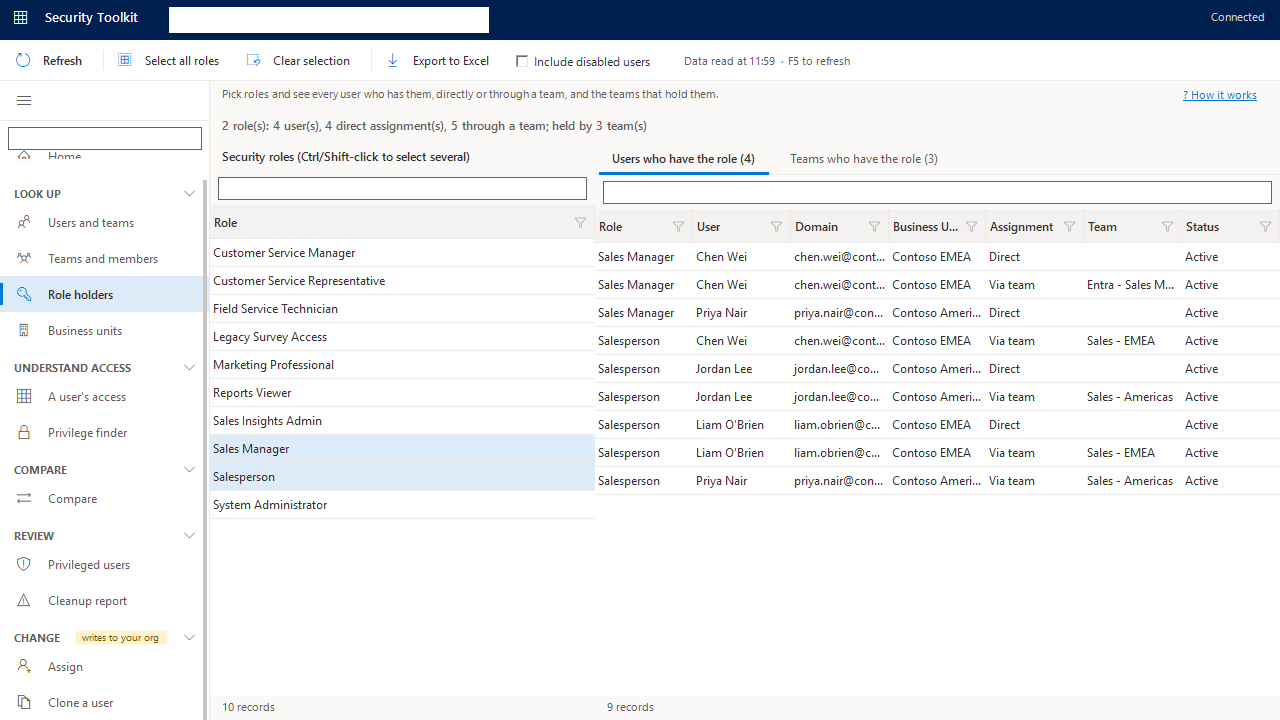 Security Toolkit
Connected
Refresh
Select all roles
Clear selection
Export to Excel
Include disabled users
Data read at 11:59 · F5 to refresh
Home
LOOK UP
Users and teams
Teams and members
Role holders
Business units
UNDERSTAND ACCESS
A user's access
Privilege finder
COMPARE
Compare
REVIEW
Privileged users
Cleanup report
CHANGE writes to your org
Assign
Clone a user
Pick roles and see every user who has them, directly or through a team, and the teams that hold them.
? How it works
2 role(s): 4 user(s), 4 direct assignment(s), 5 through a team; held by 3 team(s)
Security roles (Ctrl/Shift-click to select several)
Role
Customer Service Manager
Customer Service Representative
Field Service Technician
Legacy Survey Access
Marketing Professional
Reports Viewer
Sales Insights Admin
Sales Manager
Salesperson
System Administrator
10 records
Users who have the role (4)
Teams who have the role (3)
Role User Domain Business U... Assignment Team Status
Sales Manager Chen Wei chen.wei@cont... Contoso EMEA Direct Active
Sales Manager Chen Wei chen.wei@cont... Contoso EMEA Via team Entra - Sales M... Active
Sales Manager Priya Nair priya.nair@con... Contoso Ameri... Direct Active
Salesperson Chen Wei chen.wei@cont... Contoso EMEA Via team Sales - EMEA Active
Salesperson Jordan Lee jordan.lee@co... Contoso Ameri... Direct Active
Salesperson Jordan Lee jordan.lee@co... Contoso Ameri... Via team Sales - Americas Active
Salesperson Liam O'Brien liam.obrien@c... Contoso EMEA Direct Active
Salesperson Liam O'Brien liam.obrien@c... Contoso EMEA Via team Sales - EMEA Active
Salesperson Priya Nair priya.nair@con... Contoso Ameri... Via team Sales - Americas Active
9 records